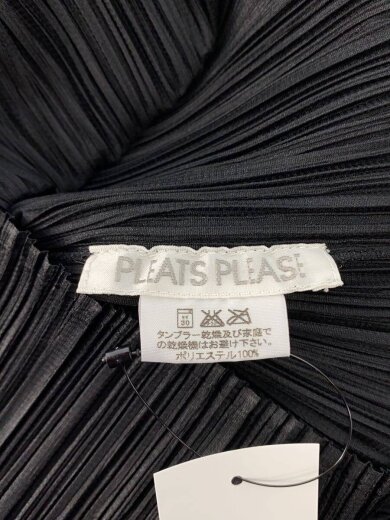 PLEATS PLEASE
30
タンブラー乾燥及び家庭で
の乾燥機はお避け下さい。
ポリエステル100%